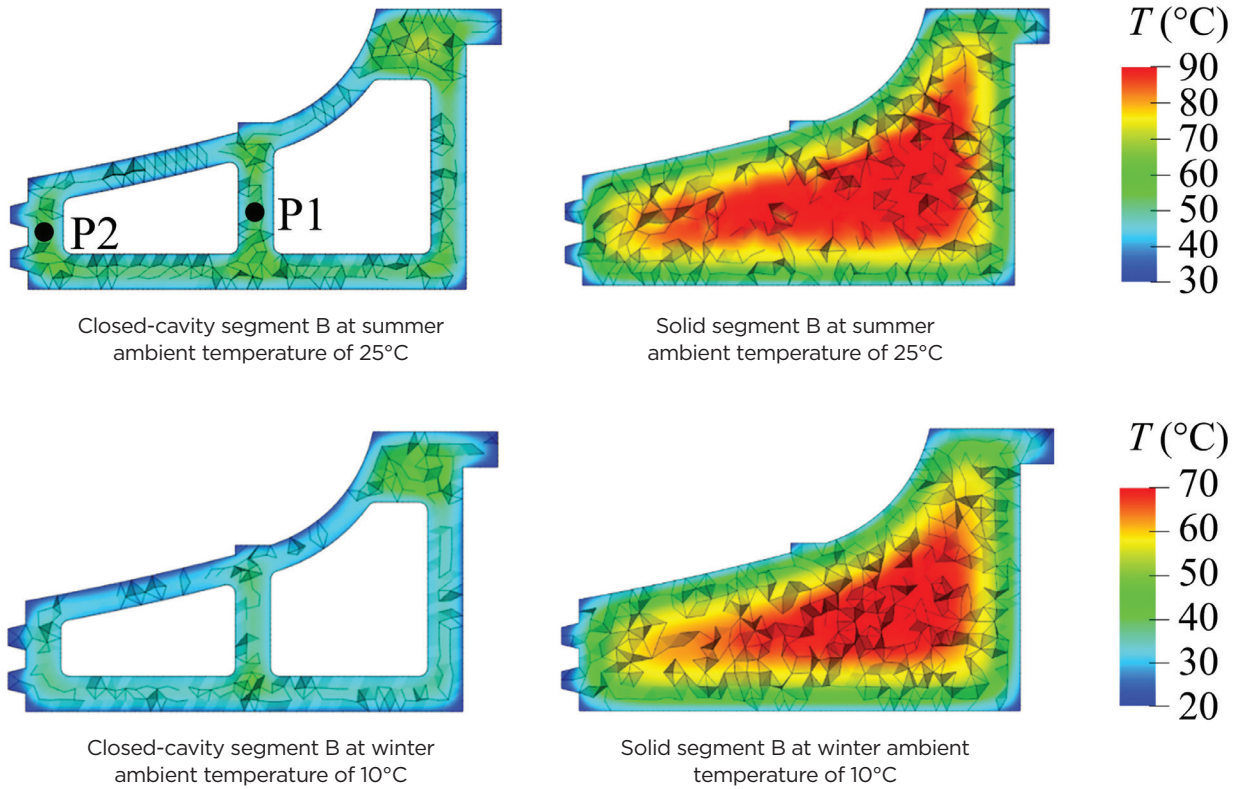 T (°C)
90
80
70
60
50
40
30
P1
P2
Closed-cavity segment B at summer
ambient temperature of 25°C
Solid segment B at summer
ambient temperature of 25°C
T (°C)
70
60
50
40
30
20
Closed-cavity segment B at winter
ambient temperature of 10°C
Solid segment B at winter ambient
temperature of 10°C